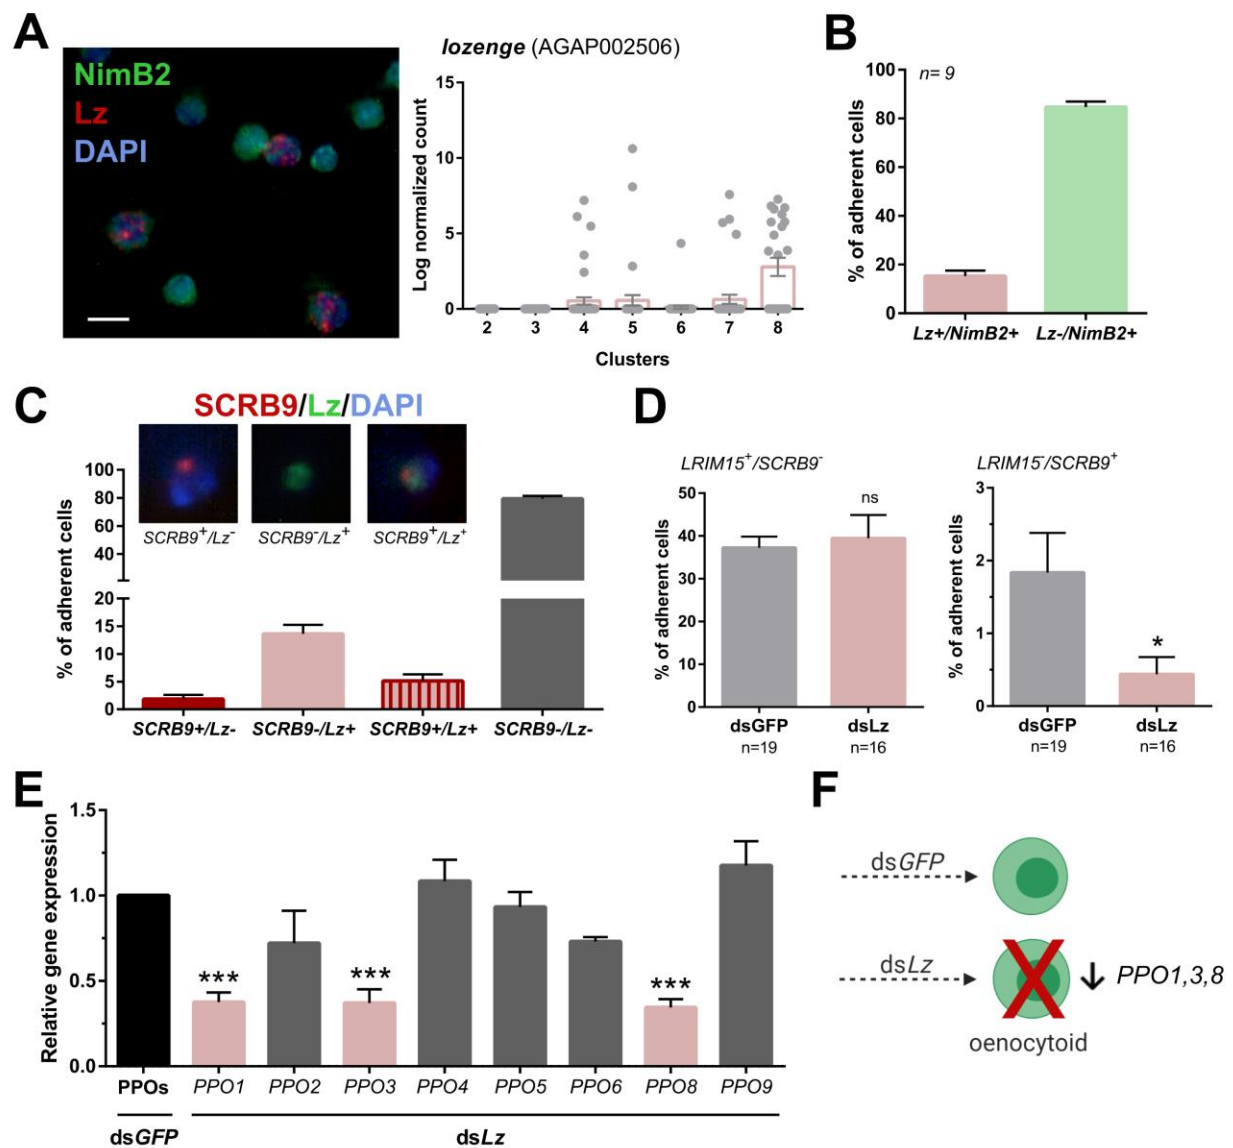 A
NimB2
Lz
DAPI
lozenge (AGAP002506)
Log normalized count
15
10
5
0
2 3 4 5 6 7 8
Clusters
B
n= 9
% of adherent cells
100
80
60
40
20
0
Lz+/NimB2+ Lz-/NimB2+
C
SCRB9/Lz/DAPI
SCRB9+/Lz- SCRB9-/Lz+ SCRB9+/Lz+
% of adherent cells
100
80
60
40
20
15
10
5
0
SCRB9+/Lz- SCRB9-/Lz+ SCRB9+/Lz+ SCRB9-/Lz-
D
LRIM15+/SCRB9-
% of adherent cells
50
40
30
20
10
0
ns
dsGFP dsLz
n=19 n=16
LRIM15-/SCRB9+
% of adherent cells
3
2
1
0
*
dsGFP dsLz
n=19 n=16
E
Relative gene expression
1.5
1.0
0.5
0.0
*** *** ***
PPOs PPO1 PPO2 PPO3 PPO4 PPO5 PPO6 PPO8 PPO9
dsGFP dsLz
F
dsGFP
dsLz
↓ PPO1,3,8
oenocytoid